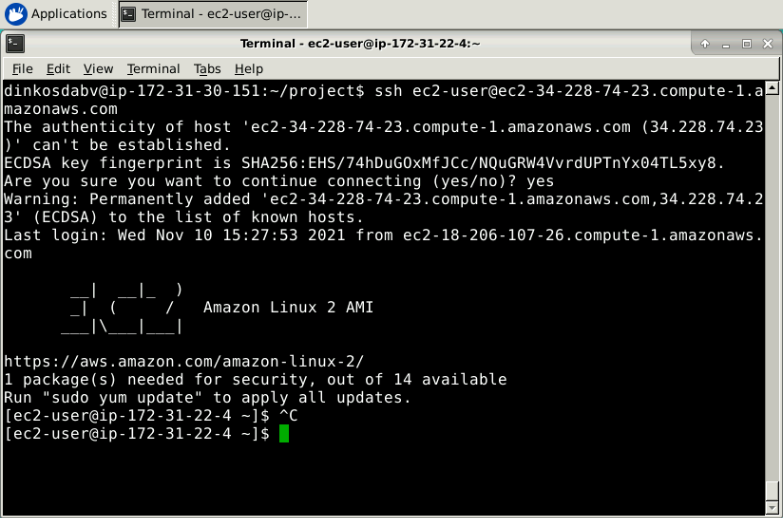 Applications Terminal - ec2-user@ip-...
Terminal - ec2-user@ip-172-31-22-4:~
File Edit View Terminal Tabs Help
dinkosdabv@ip-172-31-30-151:~/project$ ssh ec2-user@ec2-34-228-74-23.compute-1.a
mazonaws.com
The authenticity of host 'ec2-34-228-74-23.compute-1.amazonaws.com (34.228.74.23
)' can't be established.
ECDSA key fingerprint is SHA256:EHS/74hDuGOxMfJCc/NQuGRW4VvrdUPTnYx04TL5xy8.
Are you sure you want to continue connecting (yes/no)? yes
Warning: Permanently added 'ec2-34-228-74-23.compute-1.amazonaws.com,34.228.74.2
3' (ECDSA) to the list of known hosts.
Last login: Wed Nov 10 15:27:53 2021 from ec2-18-206-107-26.compute-1.amazonaws.
com
       __|  __|_  )
       _|  (     /   Amazon Linux 2 AMI
      ___|\___|___|
https://aws.amazon.com/amazon-linux-2/
1 package(s) needed for security, out of 14 available
Run "sudo yum update" to apply all updates.
[ec2-user@ip-172-31-22-4 ~]$ ^C
[ec2-user@ip-172-31-22-4 ~]$